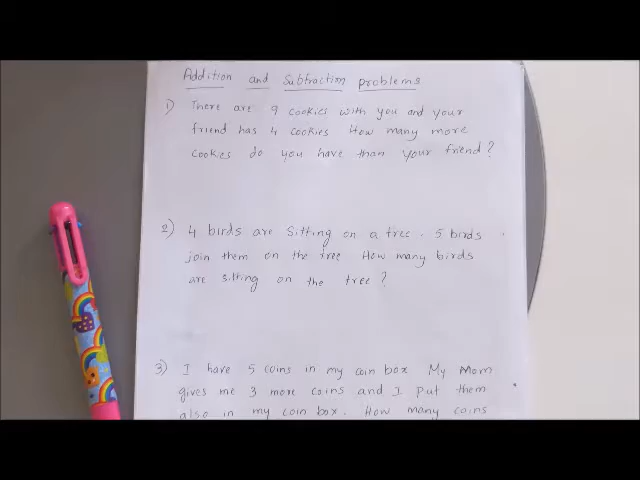 Addition and Subtraction problems
1) There are 9 cookies with you and your
friend has 4 cookies How many more
cookies do you have than your friend?
2) 4 birds are sitting on a tree. 5 birds
join them on the tree How many birds
are sitting on the tree?
3) I have 5 coins in my coin box My Mom
gives me 3 more coins and I put them
also in my coin box. How many coins